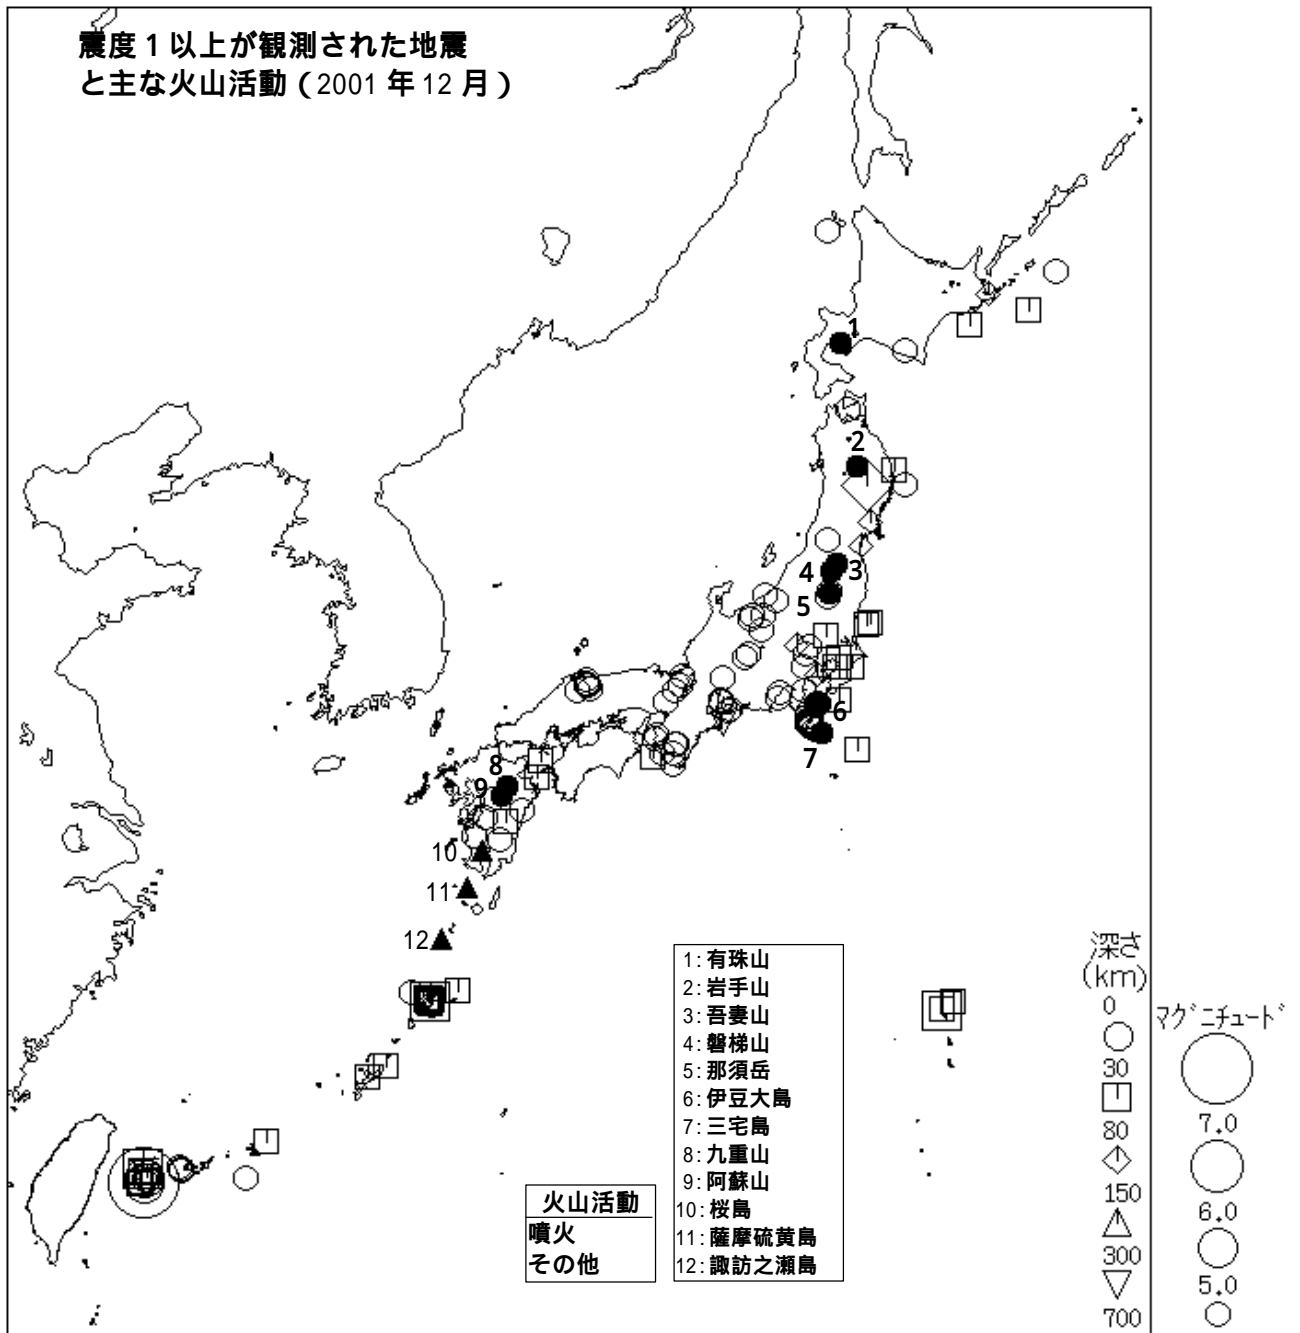 震度１以上が観測された地震
と主な火山活動（2001 年 12 月）
1
2
3
4
5
6
7
8
9
10
11
12
1: 有珠山
2: 岩手山
3: 吾妻山
4: 磐梯山
5: 那須岳
6: 伊豆大島
7: 三宅島
8: 九重山
9: 阿蘇山
10: 桜島
11: 薩摩硫黄島
12: 諏訪之瀬島
火山活動
噴火
その他
深さ
(km)
0
30
80
150
300
700
マグニチュード
7.0
6.0
5.0